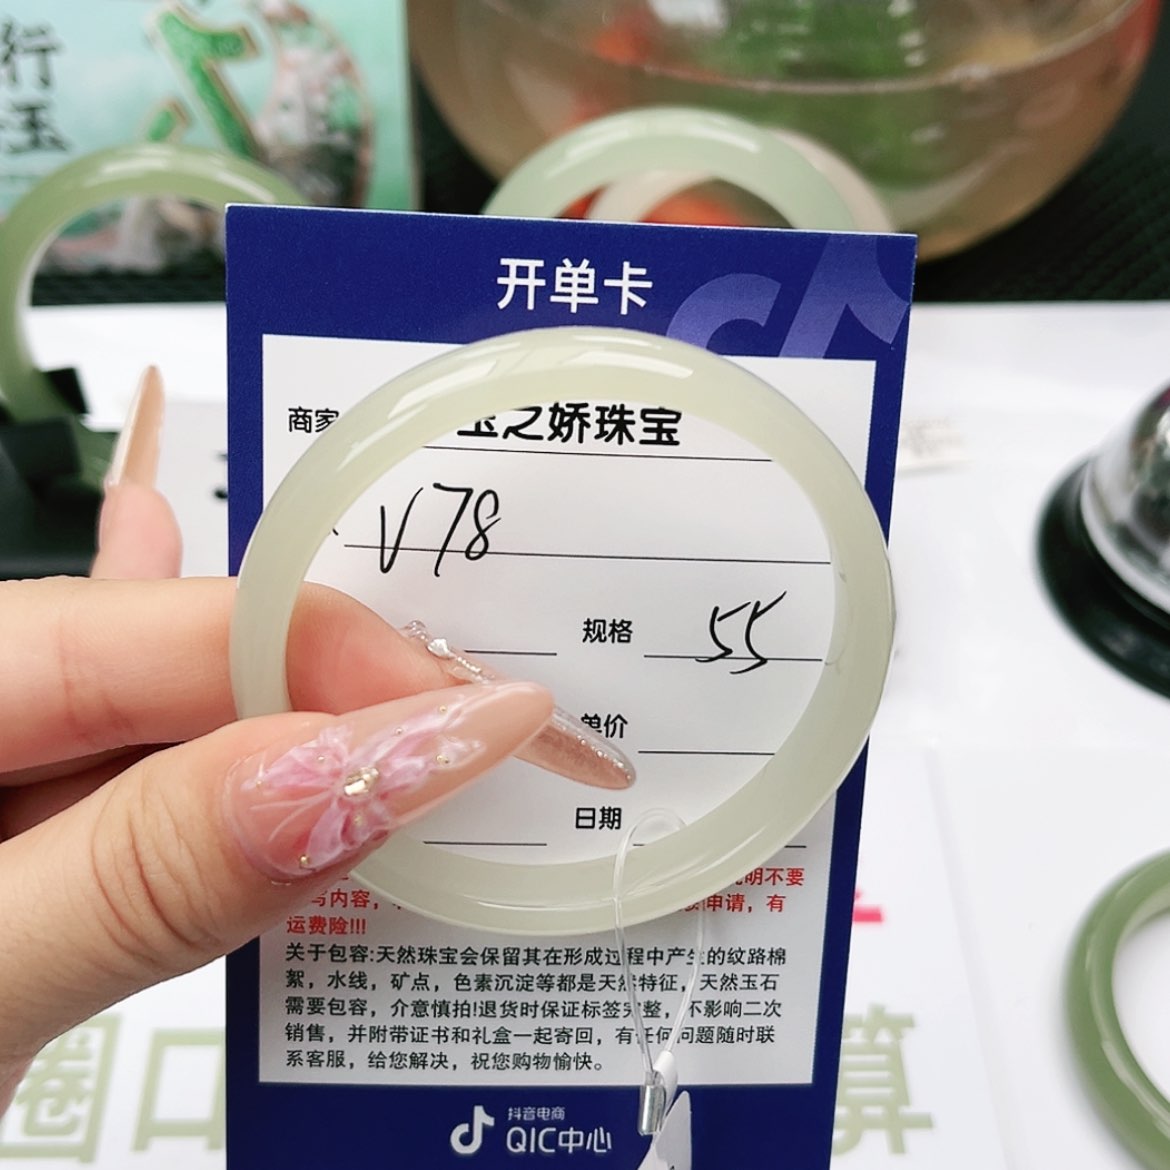 行
玉
开单卡
商家
玉之娇珠宝
V78
规格 55
单价
日期
明不要
写内容，
申请，有
运费险!!!
关于包容:天然珠宝会保留其在形成过程中产生的纹路棉
絮，水线，矿点，色素沉淀等都是天然特征，天然玉石
需要包容，介意慎拍!退货时保证标签完整，不影响二次
销售，并附带证书和礼盒一起寄回，有任何问题随时联
系客服，给您解决，祝您购物愉快。
圈口
算
抖音电商
QIC中心